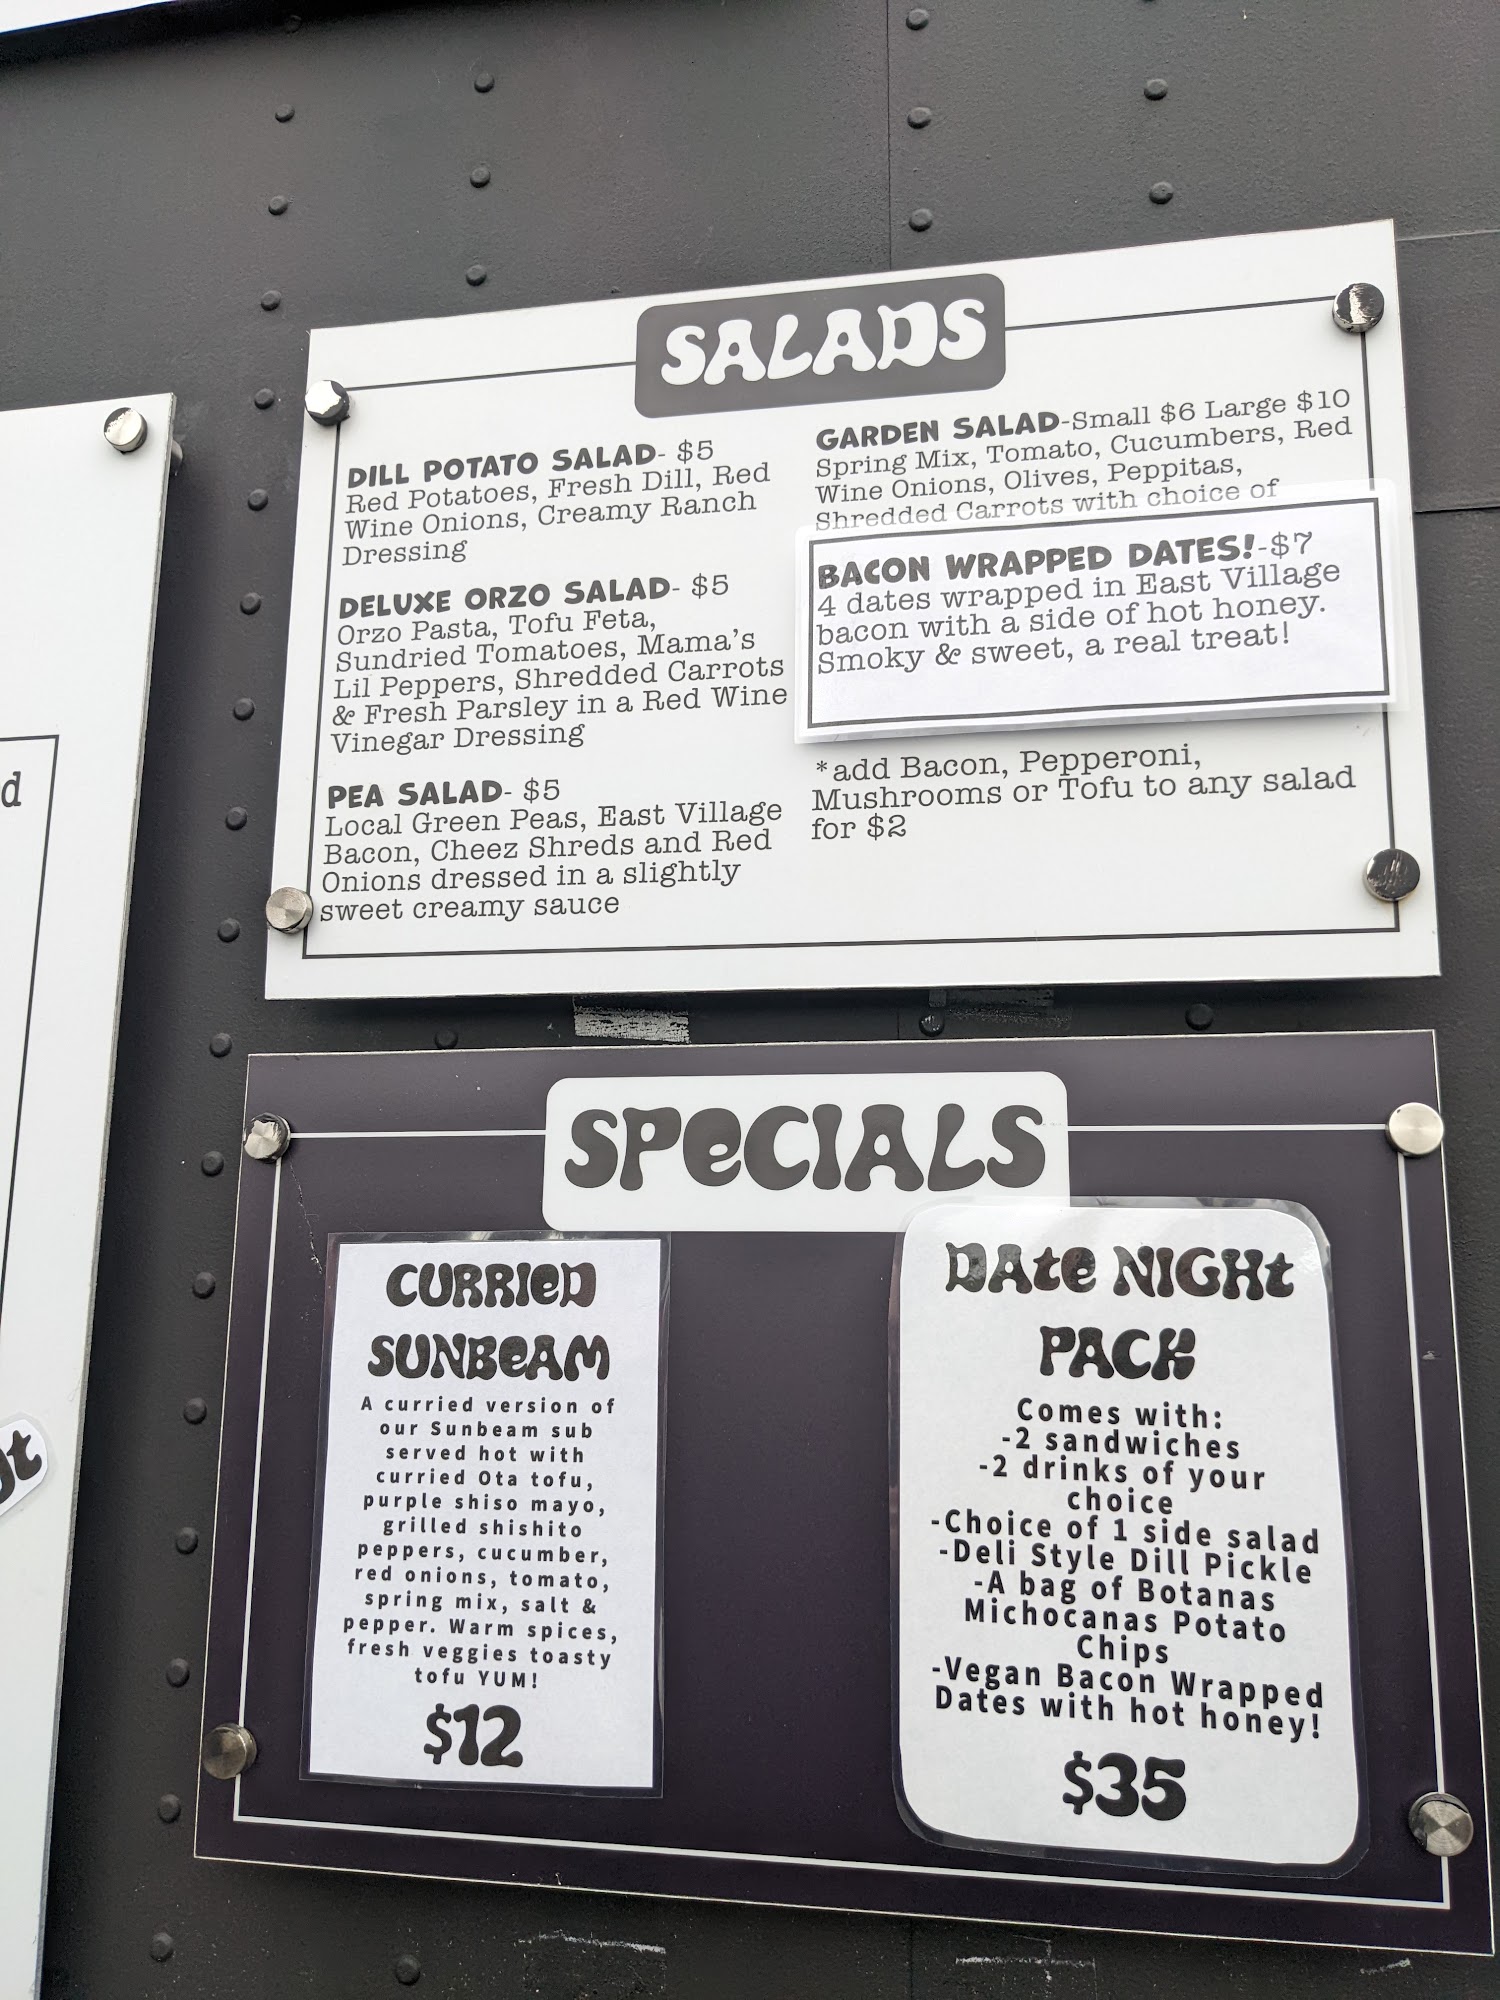 d
ot
SALADS
DILL POTATO SALAD- $5
Red Potatoes, Fresh Dill, Red
Wine Onions, Creamy Ranch
Dressing
DELUXE ORZO SALAD- $5
Orzo Pasta, Tofu Feta,
Sundried Tomatoes, Mama's
Lil Peppers, Shredded Carrots
& Fresh Parsley in a Red Wine
Vinegar Dressing
PEA SALAD- $5
Local Green Peas, East Village
Bacon, Cheez Shreds and Red
Onions dressed in a slightly
sweet creamy sauce
GARDEN SALAD-Small $6 Large $10
Spring Mix, Tomato, Cucumbers, Red
Wine Onions, Olives, Peppitas,
Shredded Carrots with choice of
BACON WRAPPED DATES!-$7
4 dates wrapped in East Village
bacon with a side of hot honey.
Smoky & sweet, a real treat!
*add Bacon, Pepperoni,
Mushrooms or Tofu to any salad
for $2
SPeCIALS
CURRIeD
SUNBeAM
A curried version of
our Sunbeam sub
served hot with
curried Ota tofu,
purple shiso mayo,
grilled shishito
peppers, cucumber,
red onions, tomato,
spring mix, salt &
pepper. Warm spices,
fresh veggies toasty
tofu YUM!
$12
DAte NIGHt
PACK
Comes with:
-2 sandwiches
-2 drinks of your
choice
-Choice of 1 side salad
-Deli Style Dill Pickle
-A bag of Botanas
Michocanas Potato
Chips
-Vegan Bacon Wrapped
Dates with hot honey!
$35